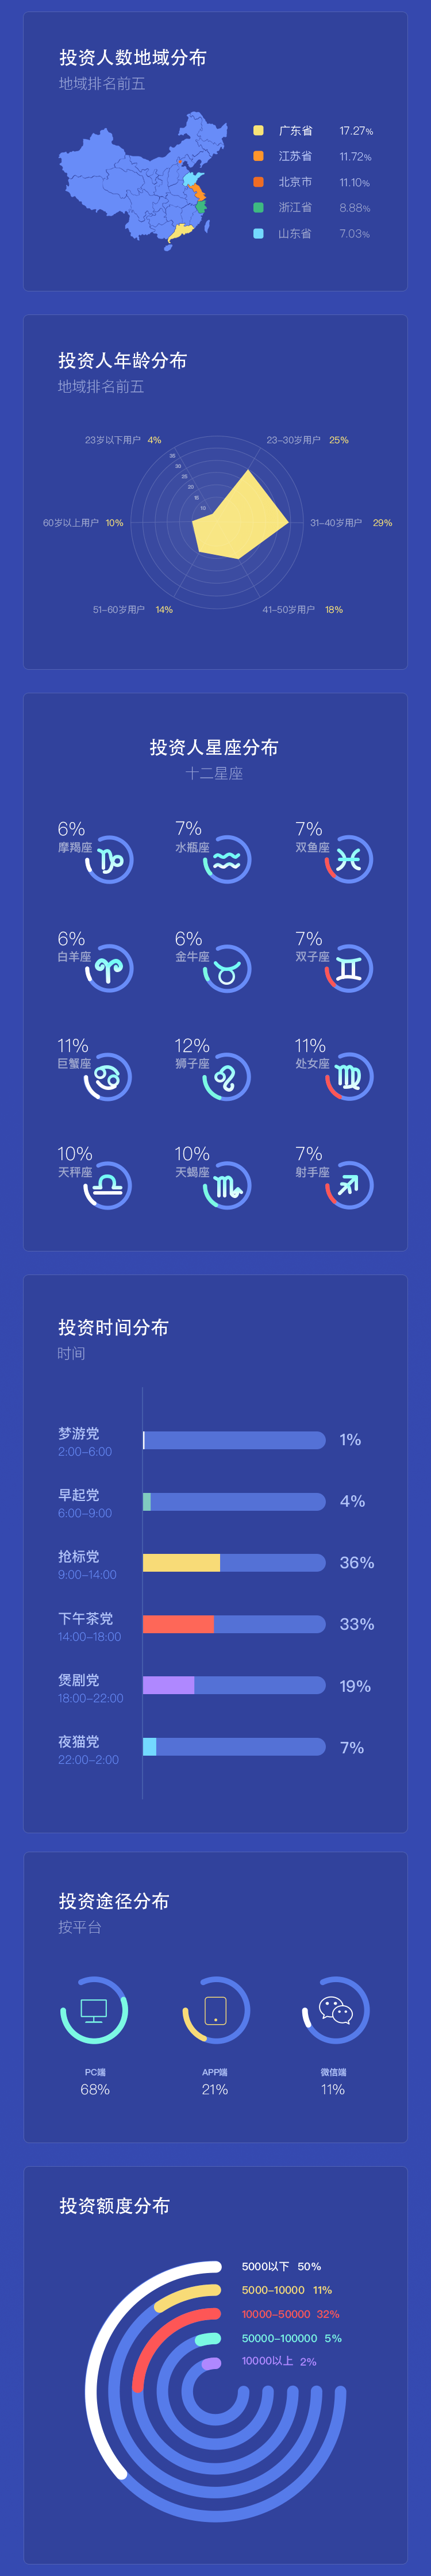 投资人数地域分布
地域排名前五
广东省 17.27%
江苏省 11.72%
北京市 11.10%
浙江省 8.88%
山东省 7.03%
投资人年龄分布
地域排名前五
23岁以下用户 4%
23-30岁用户 25%
35
30
25
20
15
10
60岁以上用户 10%
31-40岁用户 29%
51-60岁用户 14%
41-50岁用户 18%
投资人星座分布
十二星座
6%
摩羯座
7%
水瓶座
7%
双鱼座
6%
白羊座
6%
金牛座
7%
双子座
11%
巨蟹座
12%
狮子座
11%
处女座
10%
天秤座
10%
天蝎座
7%
射手座
投资时间分布
时间
梦游党
2:00-6:00
1%
早起党
6:00-9:00
4%
抢标党
9:00-14:00
36%
下午茶党
14:00-18:00
33%
煲剧党
18:00-22:00
19%
夜猫党
22:00-2:00
7%
投资途径分布
按平台
PC端
68%
APP端
21%
微信端
11%
投资额度分布
5000以下 50%
5000-10000 11%
10000-50000 32%
50000-100000 5%
10000以上 2%